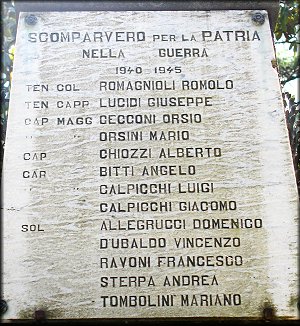 SCOMPARVERO PER LA PATRIA
NELLA GUERRA
1940 1945
TEN COL ROMAGNOLI ROMOLO
TEN CAPP LUCIDI GIUSEPPE
CAP MAGG CECCONI ORSIO
" " ORSINI MARIO
CAP CHIOZZI ALBERTO
CAR BITTI ANGELO
" CALPICCHI LUIGI
CALPICCHI GIACOMO
SOL ALLEGRUCCI DOMENICO
D'UBALDO VINCENZO
RAVONI FRANCESCO
STERPA ANDREA
TOMBOLINI MARIANO